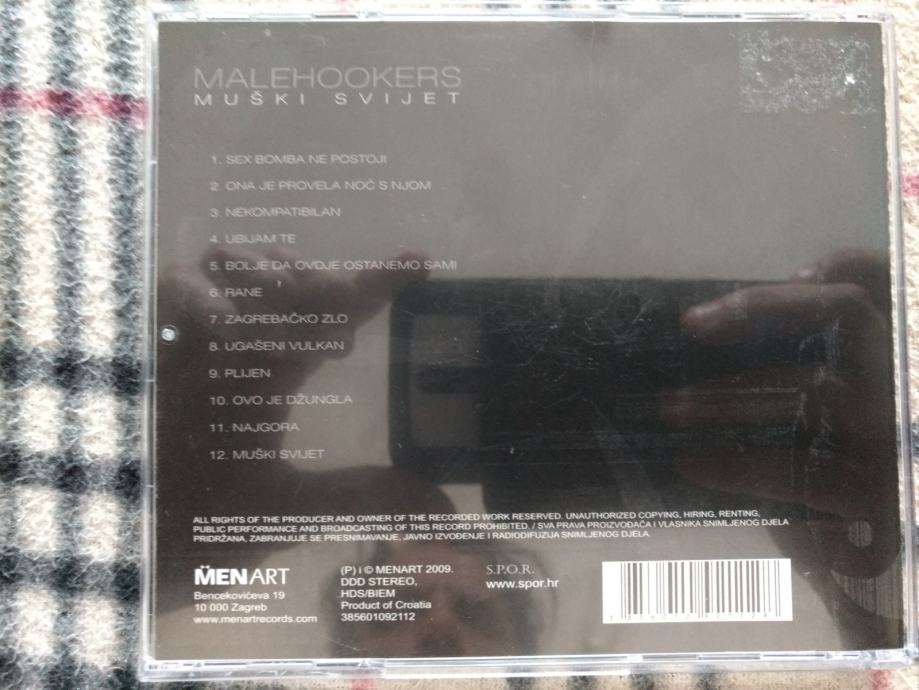 MALEHOOKERS
MUŠKI SVIJET
1. SEX BOMBA NE POSTOJI
2. ONA JE PROVELA NOĆ S NJOM
3. NEKOMPATIBILAN
4. UBIJAM TE
5. BOLJE DA OVDJE OSTANEMO SAMI
6. RANE
7. ZAGREBAČKO ZLO
8. UGAŠENI VULKAN
9. PLIJEN
10. OVO JE DŽUNGLA
11. NAJGORA
12. MUŠKI SVIJET
ALL RIGHTS OF THE PRODUCER AND OWNER OF THE RECORDED WORK RESERVED. UNAUTHORIZED COPYING, HIRING, RENTING,
PUBLIC PERFORMANCE AND BROADCASTING OF THIS RECORD PROHIBITED. / SVA PRAVA PROIZVOĐAČA I VLASNIKA SNIMLJENOG DJELA
PRIDRŽANA, ZABRANJUJE SE PRESNIMAVANJE, JAVNO IZVOĐENJE I RADIODIFUZIJA SNIMLJENOG DJELA.
MENART
Bencekovićeva 19
10 000 Zagreb
www.menartrecords.com
(P) i © MENART 2009.
DDD STEREO,
HDS/BIEM
Product of Croatia
385601092112
S.P.O.R.
www.spor.hr